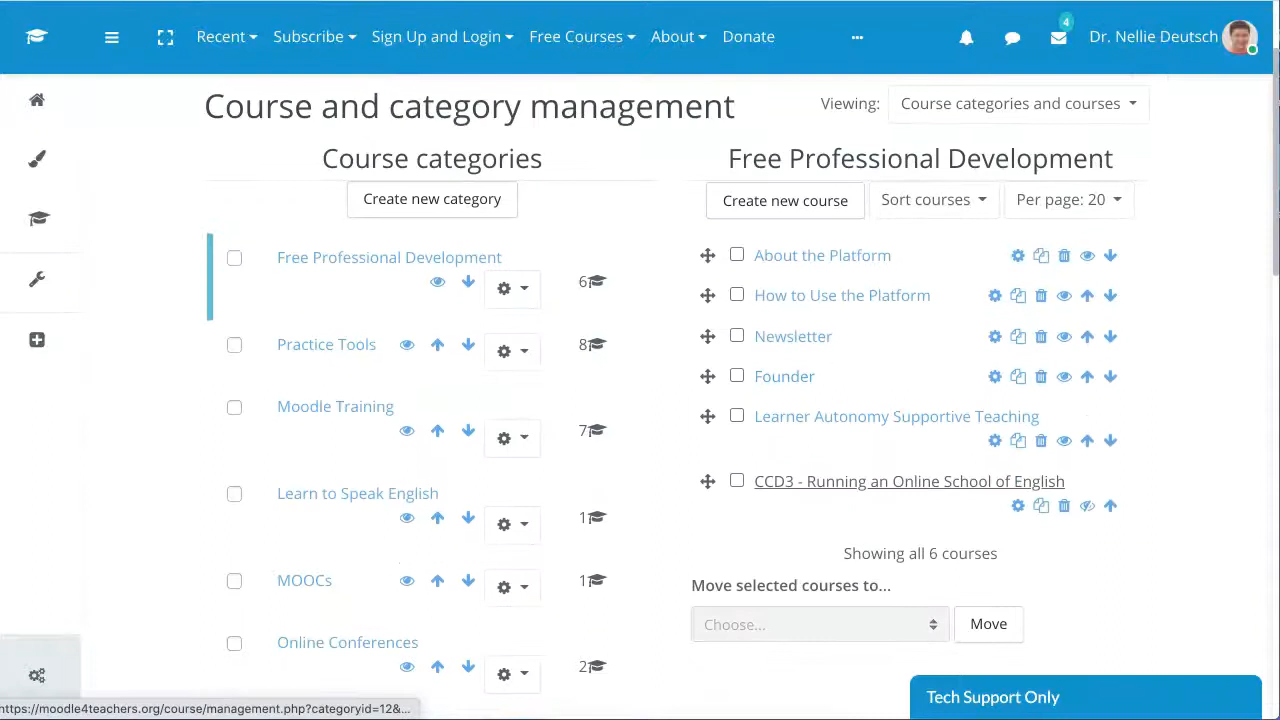 Recent Subscribe Sign Up and Login Free Courses About Donate ... 4 Dr. Nellie Deutsch
Course and category management
Viewing: Course categories and courses
Course categories
Create new category
Free Professional Development
6
Practice Tools
8
Moodle Training
7
Learn to Speak English
1
MOOCs
1
Online Conferences
2
Free Professional Development
Create new course Sort courses Per page: 20
About the Platform
How to Use the Platform
Newsletter
Founder
Learner Autonomy Supportive Teaching
CCD3 - Running an Online School of English
Showing all 6 courses
Move selected courses to...
Choose... Move
Tech Support Only
https://moodle4teachers.org/course/management.php?categoryid=12&...